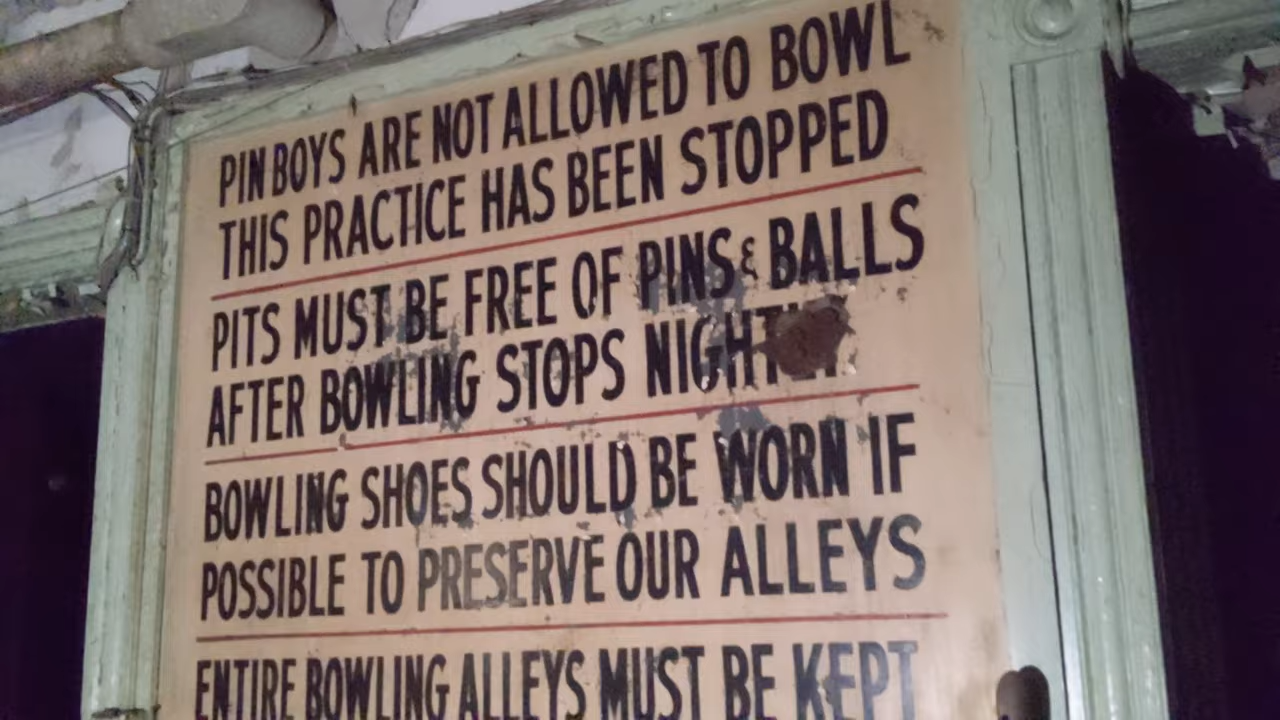 PIN BOYS ARE NOT ALLOWED TO BOWL
THIS PRACTICE HAS BEEN STOPPED
PITS MUST BE FREE OF PINS & BALLS
AFTER BOWLING STOPS
BOWLING SHOES SHOULD BE WORN IF
POSSIBLE TO PRESERVE OUR ALLEYS
ENTIRE BOWLING ALLEYS MUST BE KEPT